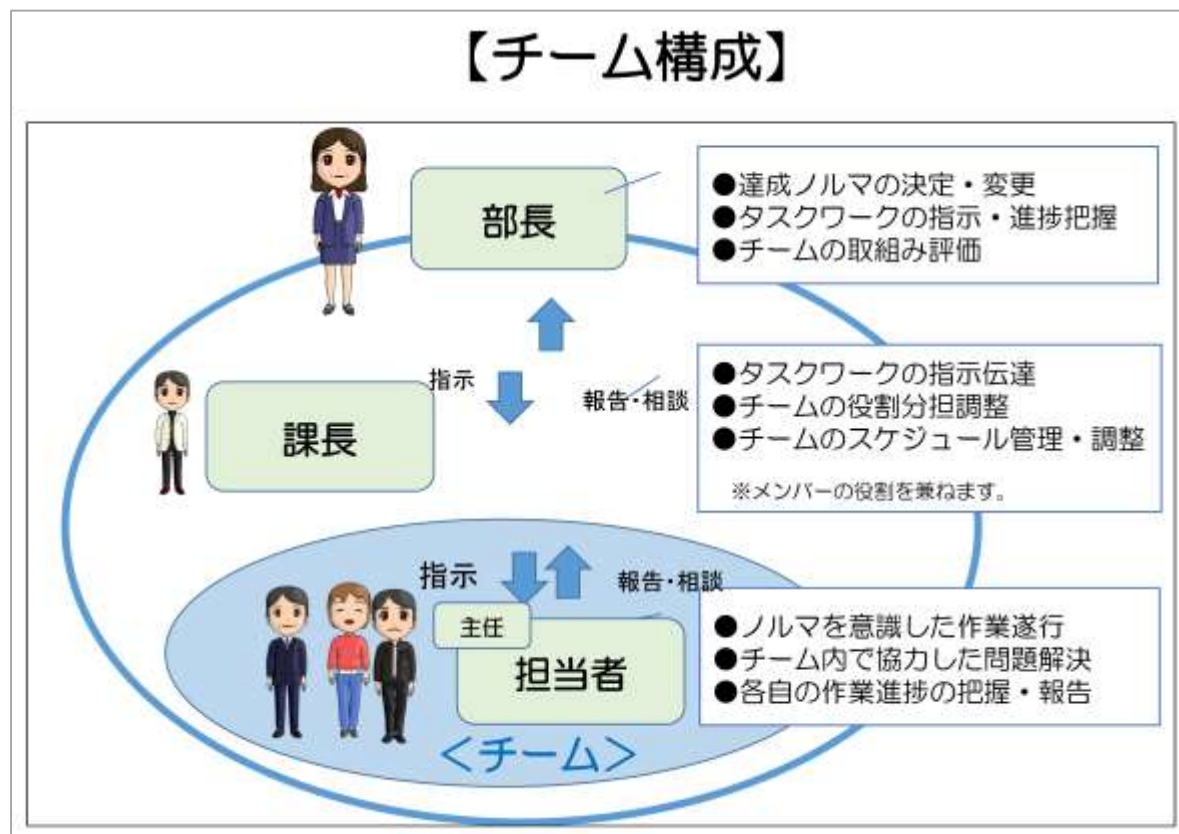 【チーム構成】
部長
●達成ノルマの決定・変更
●タスクワークの指示・進捗把握
●チームの取組み評価
指示
報告・相談
課長
●タスクワークの指示伝達
●チームの役割分担調整
●チームのスケジュール管理・調整
※メンバーの役割を兼ねます。
指示
報告・相談
主任
担当者
●ノルマを意識した作業遂行
●チーム内で協力した問題解決
●各自の作業進捗の把握・報告
＜チーム＞